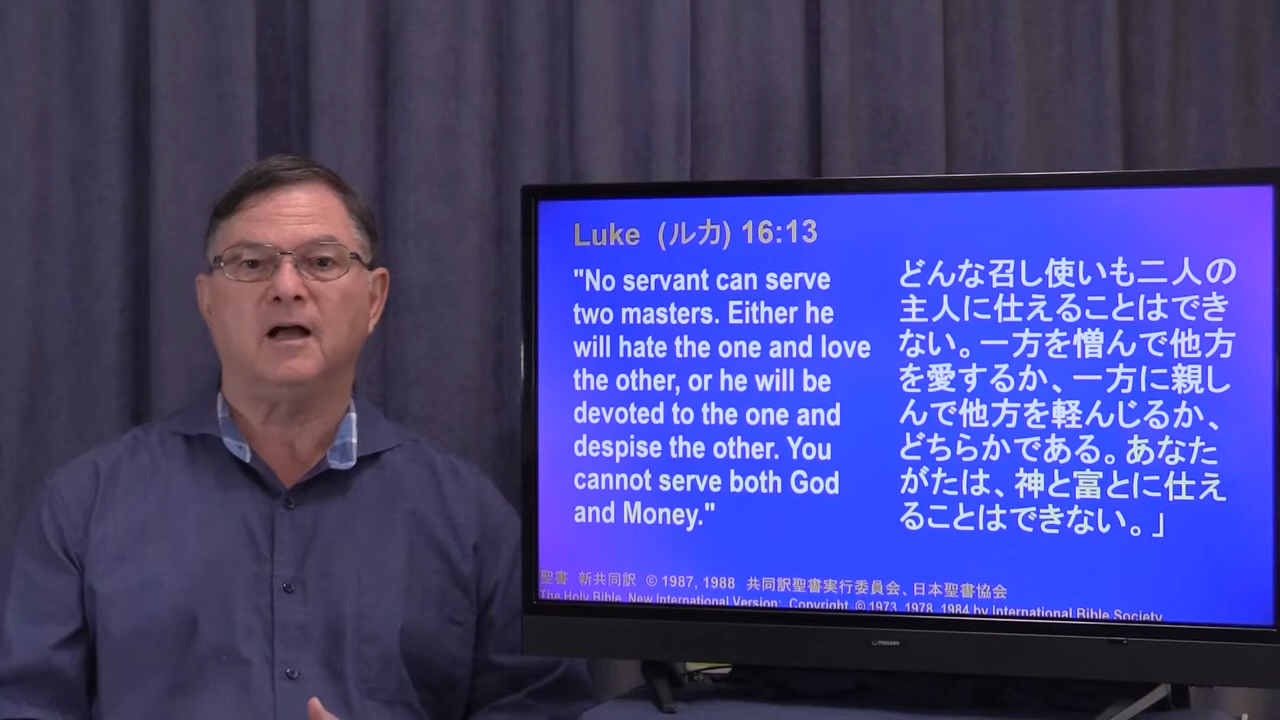 Luke (ルカ) 16:13
"No servant can serve
two masters. Either he
will hate the one and love
the other, or he will be
devoted to the one and
despise the other. You
cannot serve both God
and Money."
どんな召し使いも二人の
主人に仕えることはでき
ない。一方を憎んで他方
を愛するか、一方に親し
んで他方を軽んじるか、
どちらかである。あなた
がたは、神と富とに仕え
ることはできない。」
聖書 新共同訳 © 1987, 1988 共同訳聖書実行委員会、日本聖書協会
The Holy Bible, New International Version; Copyright © 1973, 1978, 1984 by International Bible Society